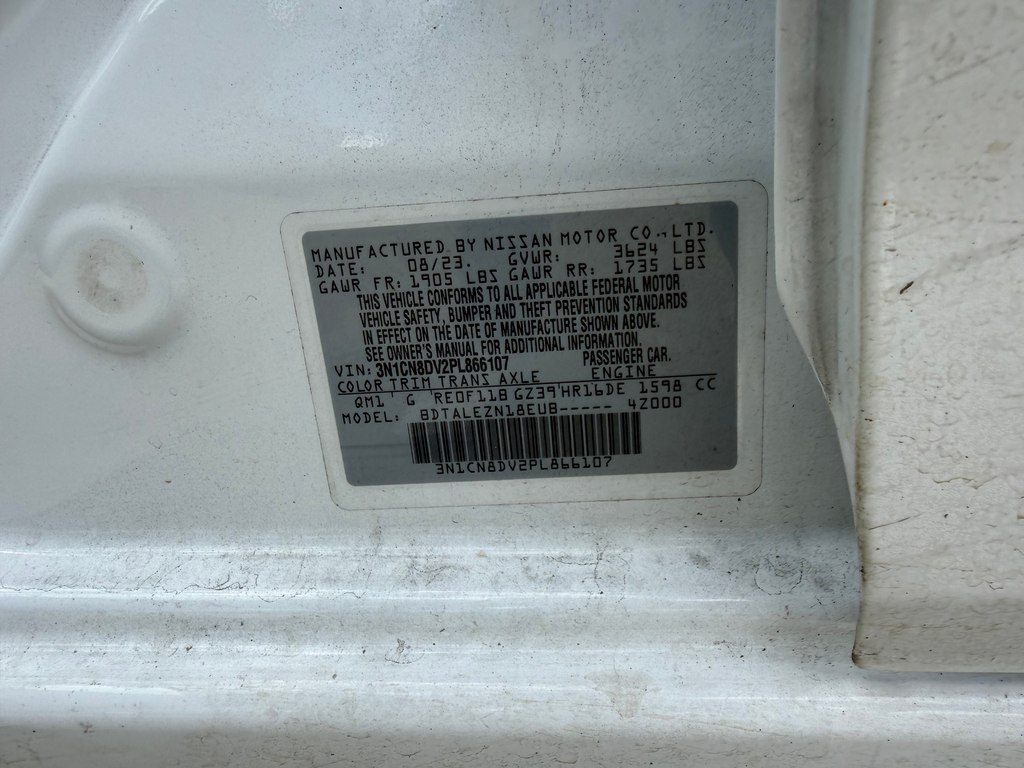 MANUFACTURED BY NISSAN MOTOR CO.,LTD.
DATE: 08/23. GVWR: 3624 LBS
GAWR FR: 1905 LBS GAWR RR: 1735 LBS
THIS VEHICLE CONFORMS TO ALL APPLICABLE FEDERAL MOTOR
VEHICLE SAFETY, BUMPER AND THEFT PREVENTION STANDARDS
IN EFFECT ON THE DATE OF MANUFACTURE SHOWN ABOVE.
SEE OWNER'S MANUAL FOR ADDITIONAL INFORMATION.
VIN: 3N1CN8DV2PL866107 PASSENGER CAR.
COLOR TRIM TRANS AXLE ENGINE
QM1 G RE0F11B GZ39 HR16DE 1598 CC
MODEL: BDTALEZN18EUB----- 4Z000
3N1CN8DV2PL866107